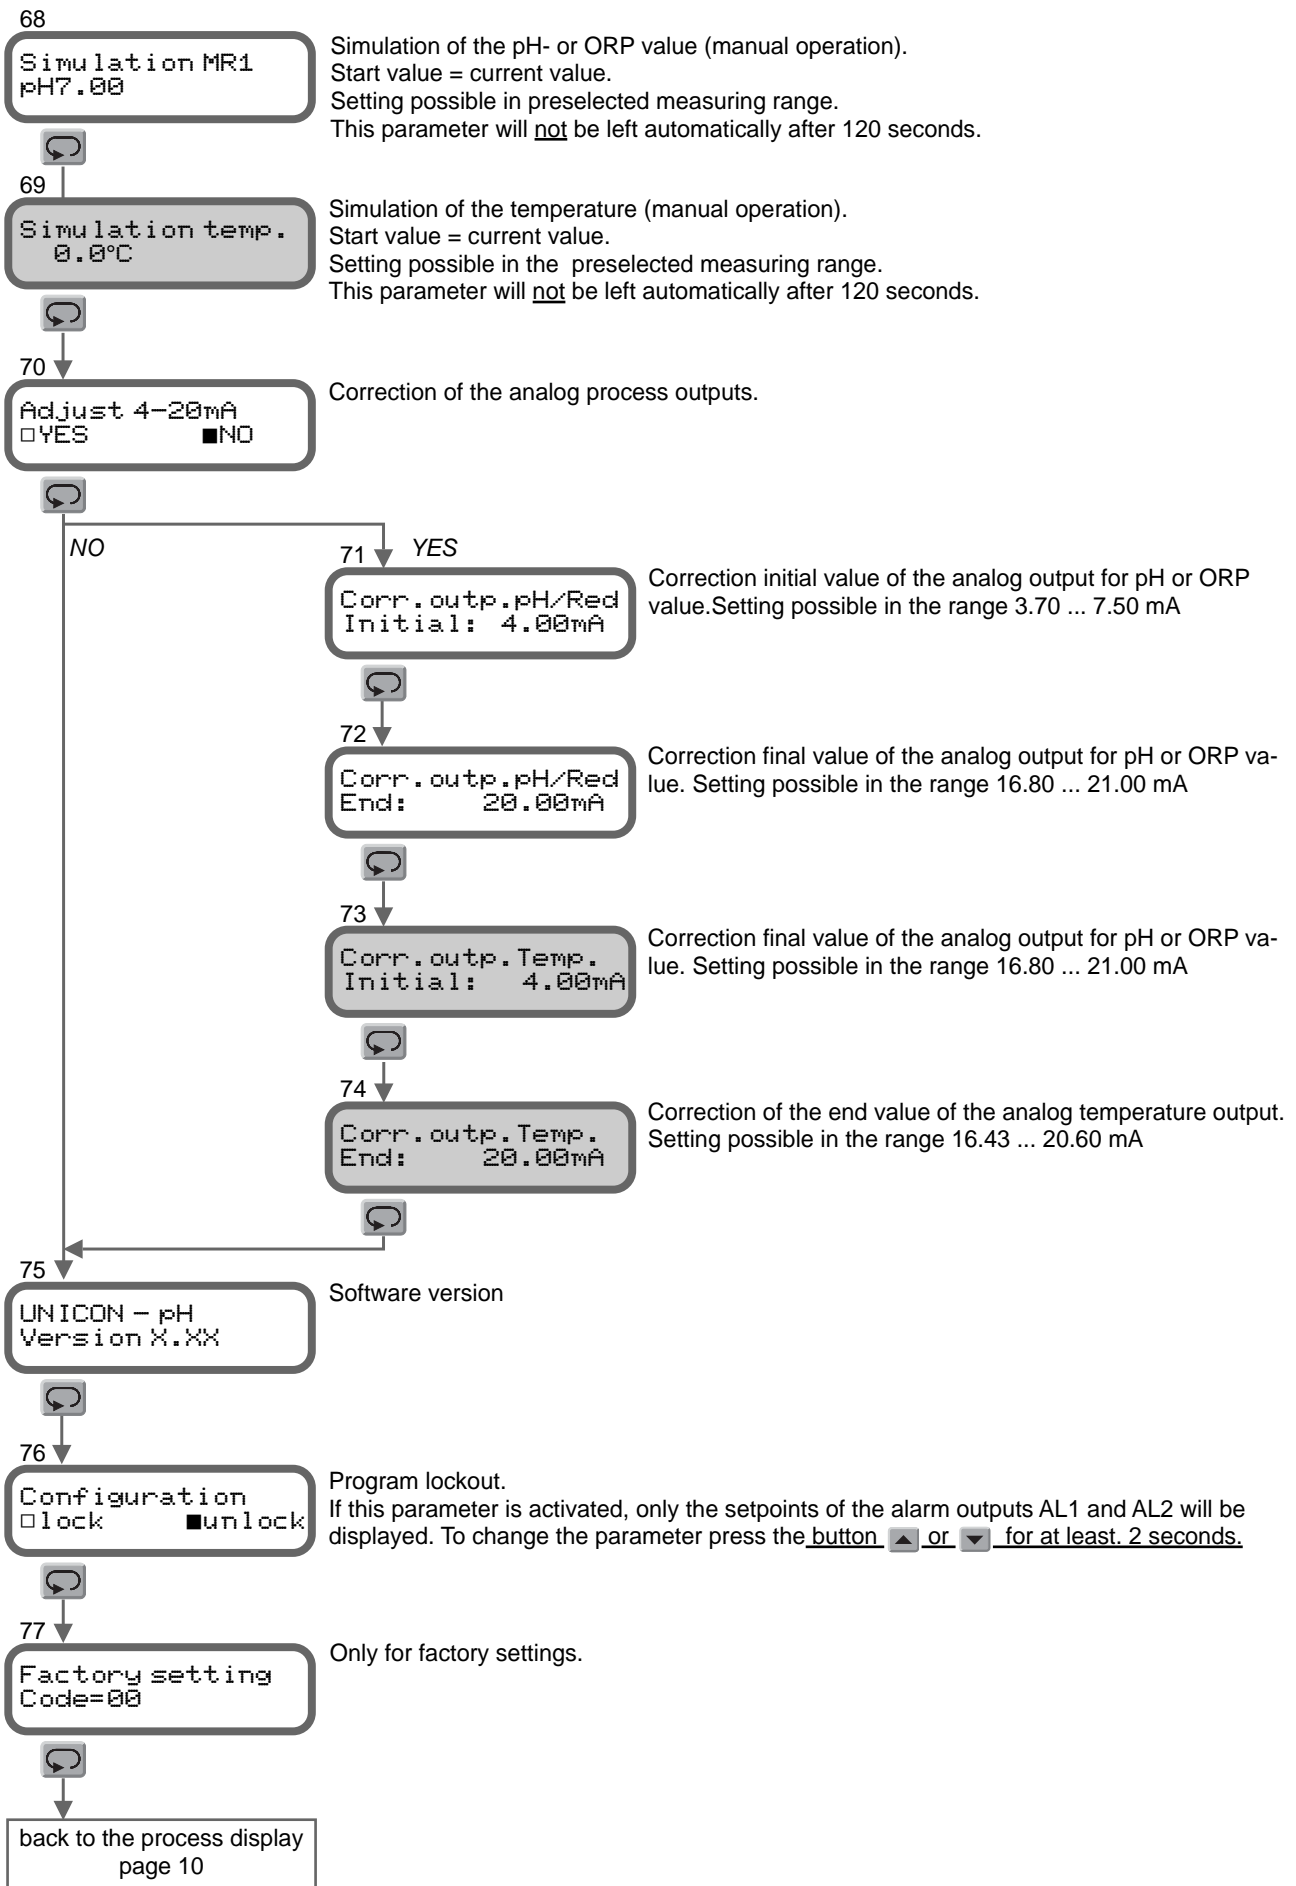 68
Simulation MR1
pH7.00
Simulation of the pH- or ORP value (manual operation).
Start value = current value.
Setting possible in preselected measuring range.
This parameter will not be left automatically after 120 seconds.
69
Simulation temp.
0.0°C
Simulation of the temperature (manual operation).
Start value = current value.
Setting possible in the  preselected measuring range.
This parameter will not be left automatically after 120 seconds.
70
Adjust 4-20mA
□YES ■NO
Correction of the analog process outputs.
NO
YES
71
Corr.outp.pH/Red
Initial: 4.00mA
Correction initial value of the analog output for pH or ORP
value.Setting possible in the range 3.70 ... 7.50 mA
72
Corr.outp.pH/Red
End: 20.00mA
Correction final value of the analog output for pH or ORP va-
lue. Setting possible in the range 16.80 ... 21.00 mA
73
Corr.outp.Temp.
Initial: 4.00mA
Correction final value of the analog output for pH or ORP va-
lue. Setting possible in the range 16.80 ... 21.00 mA
74
Corr.outp.Temp.
End: 20.00mA
Correction of the end value of the analog temperature output.
Setting possible in the range 16.43 ... 20.60 mA
75
UNICON - pH
Version X.XX
Software version
76
Configuration
□lock ■unlock
Program lockout.
If this parameter is activated, only the setpoints of the alarm outputs AL1 and AL2 will be
displayed. To change the parameter press the button ▲ or ▼ for at least. 2 seconds.
77
Factory setting
Code=00
Only for factory settings.
back to the process display
page 10